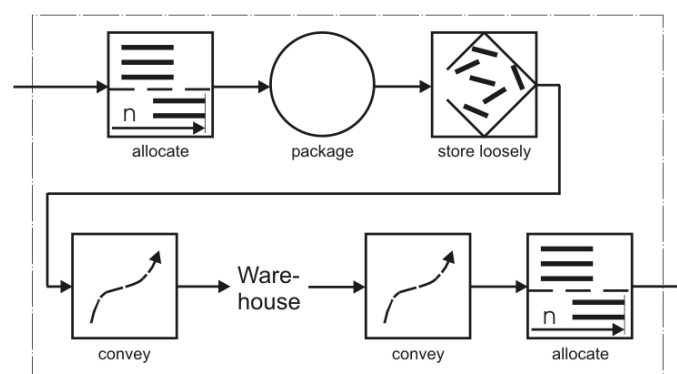 n
allocate
package
store loosely
Ware-
house
n
convey
convey
allocate